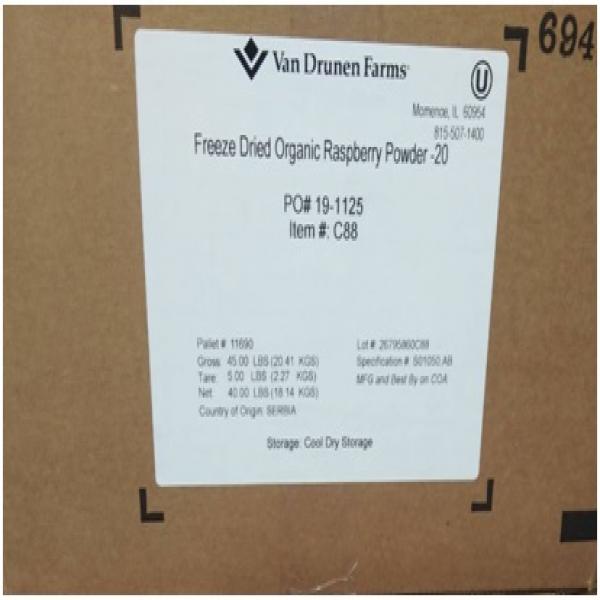 694
Van Drunen Farms
U
Momence, IL 60954
815-507-1400
Freeze Dried Organic Raspberry Powder -20
PO# 19-1125
Item #: C88
Pallet # 11690
Gross: 45.00 LBS (20.41 KGS)
Tare: 5.00 LBS (2.27 KGS)
Net: 40.00 LBS (18.14 KGS)
Country of Origin: SERBIA
Lot #: 26795860C88
Specification #: S01050.AB
MFG and Best By on COA
Storage: Cool Dry Storage